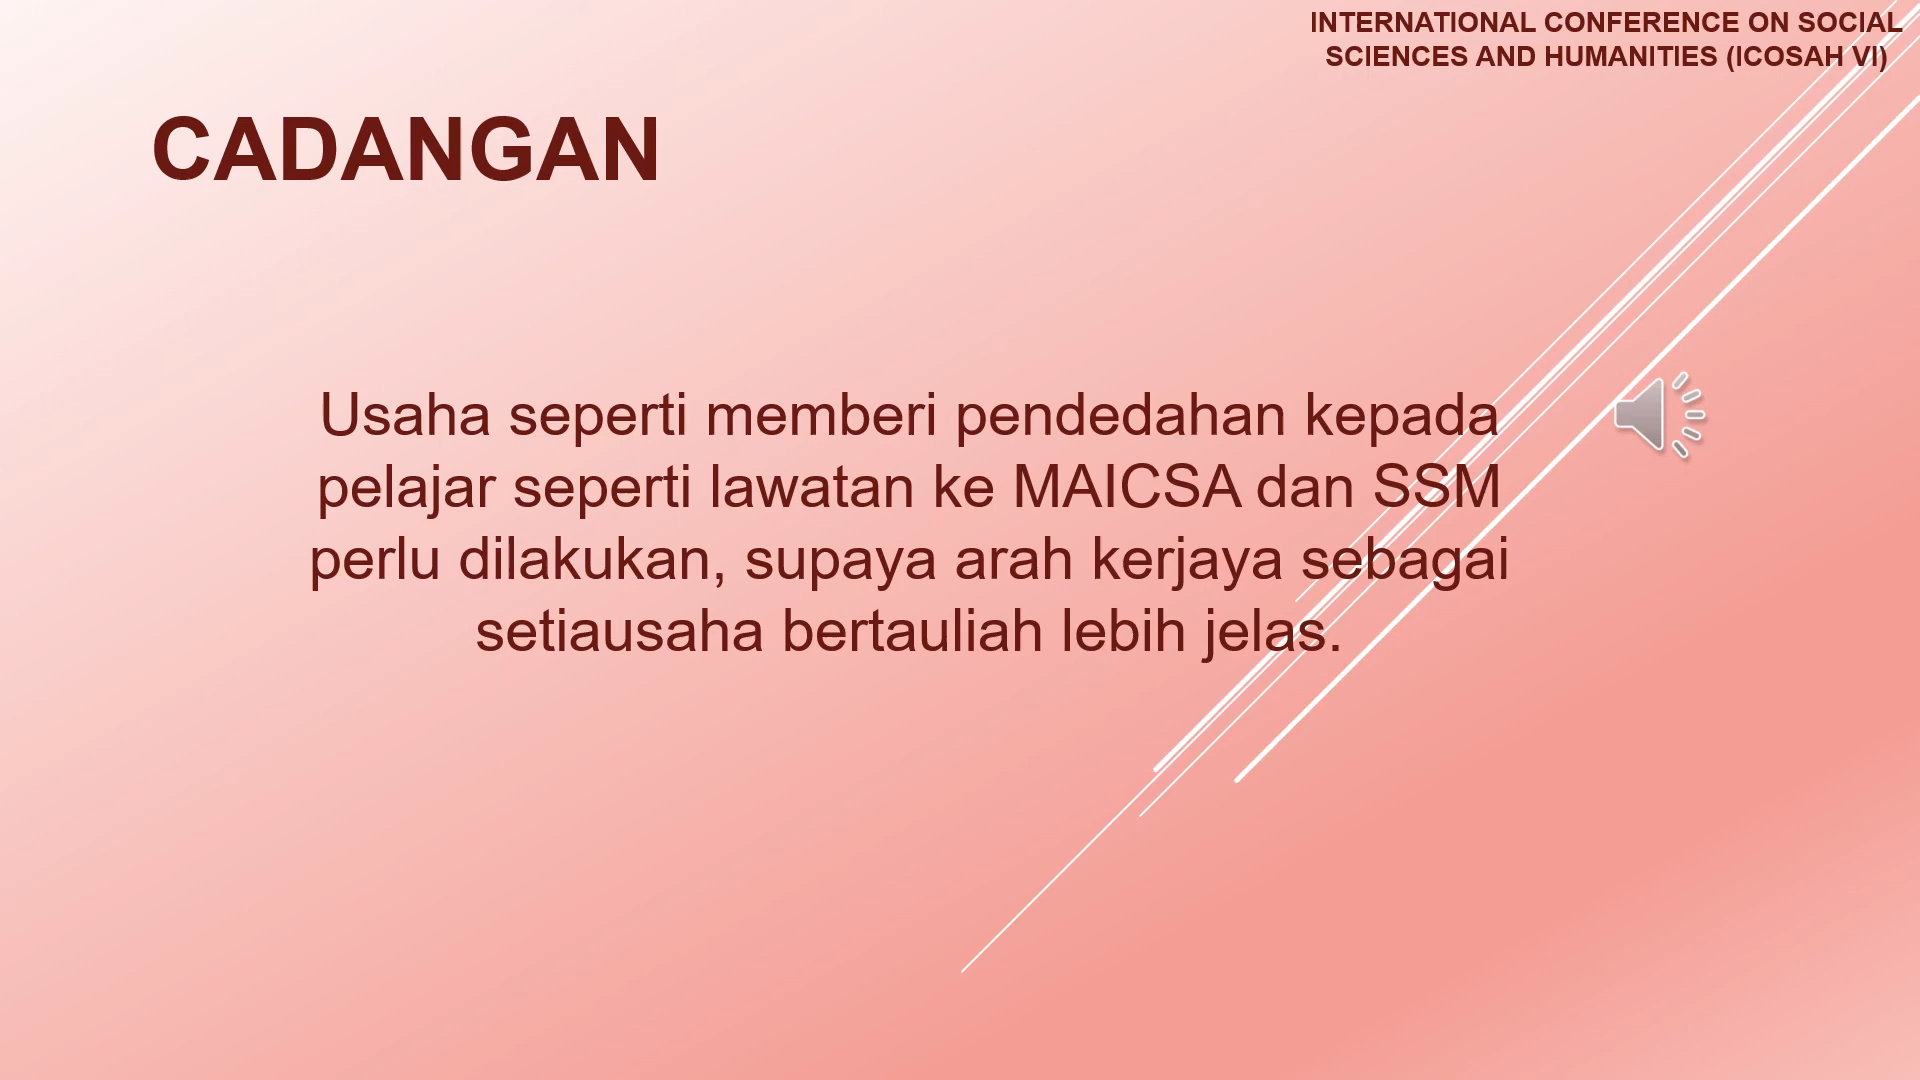 INTERNATIONAL CONFERENCE ON SOCIAL
SCIENCES AND HUMANITIES (ICOSAH VI)
CADANGAN
Usaha seperti memberi pendedahan kepada
pelajar seperti lawatan ke MAICSA dan SSM
perlu dilakukan, supaya arah kerjaya sebagai
setiausaha bertauliah lebih jelas.